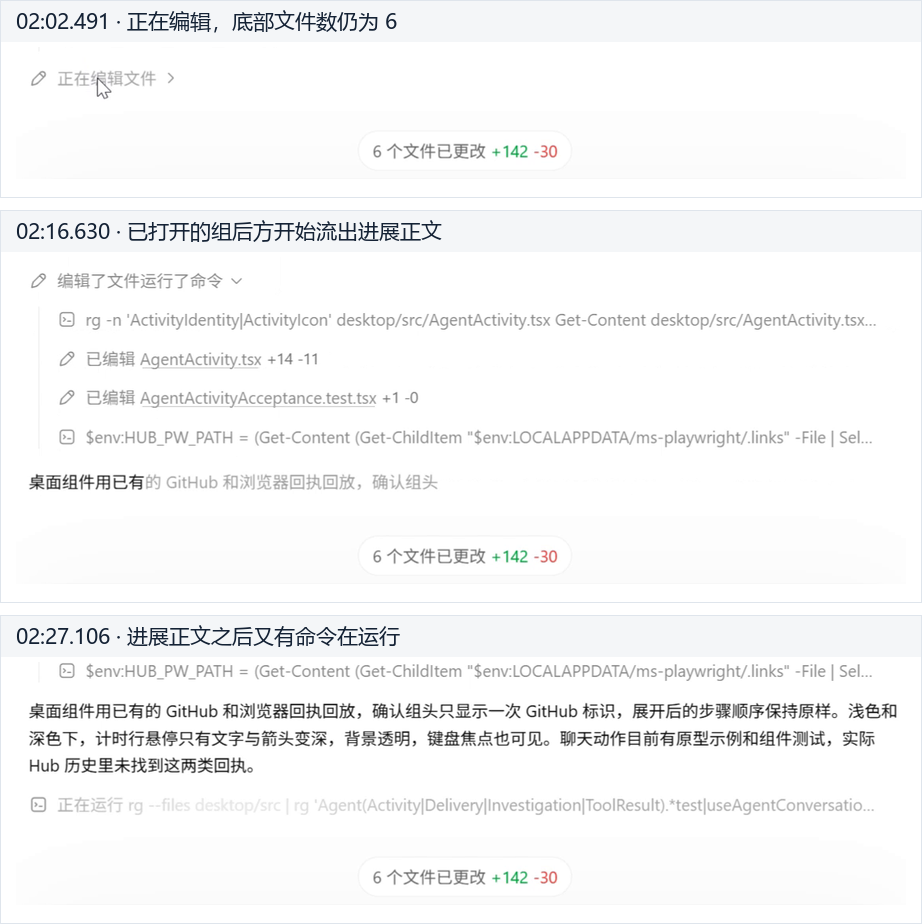 02:02.491 · 正在编辑，底部文件数仍为 6
正在编辑文件
6 个文件已更改 +142 -30
02:16.630 · 已打开的组后方开始流出进展正文
编辑了文件运行了命令
rg -n 'ActivityIdentity|ActivityIcon' desktop/src/AgentActivity.tsx Get-Content desktop/src/AgentActivity.tsx...
已编辑 AgentActivity.tsx +14 -11
已编辑 AgentActivityAcceptance.test.tsx +1 -0
$env:HUB_PW_PATH = (Get-Content (Get-ChildItem "$env:LOCALAPPDATA/ms-playwright/.links" -File | Sel...
桌面组件用已有的 GitHub 和浏览器回执回放，确认组头
6 个文件已更改 +142 -30
02:27.106 · 进展正文之后又有命令在运行
$env:HUB_PW_PATH = (Get-Content (Get-ChildItem "$env:LOCALAPPDATA/ms-playwright/.links" -File | Sel...
桌面组件用已有的 GitHub 和浏览器回执回放，确认组头只显示一次 GitHub 标识，展开后的步骤顺序保持原样。浅色和
深色下，计时行悬停只有文字与箭头变深，背景透明，键盘焦点也可见。聊天动作目前有原型示例和组件测试，实际
Hub 历史里未找到这两类回执。
正在运行 rg --files desktop/src | rg 'Agent(Activity|Delivery|Investigation|ToolResult).*test|useAgentConversatio...
6 个文件已更改 +142 -30